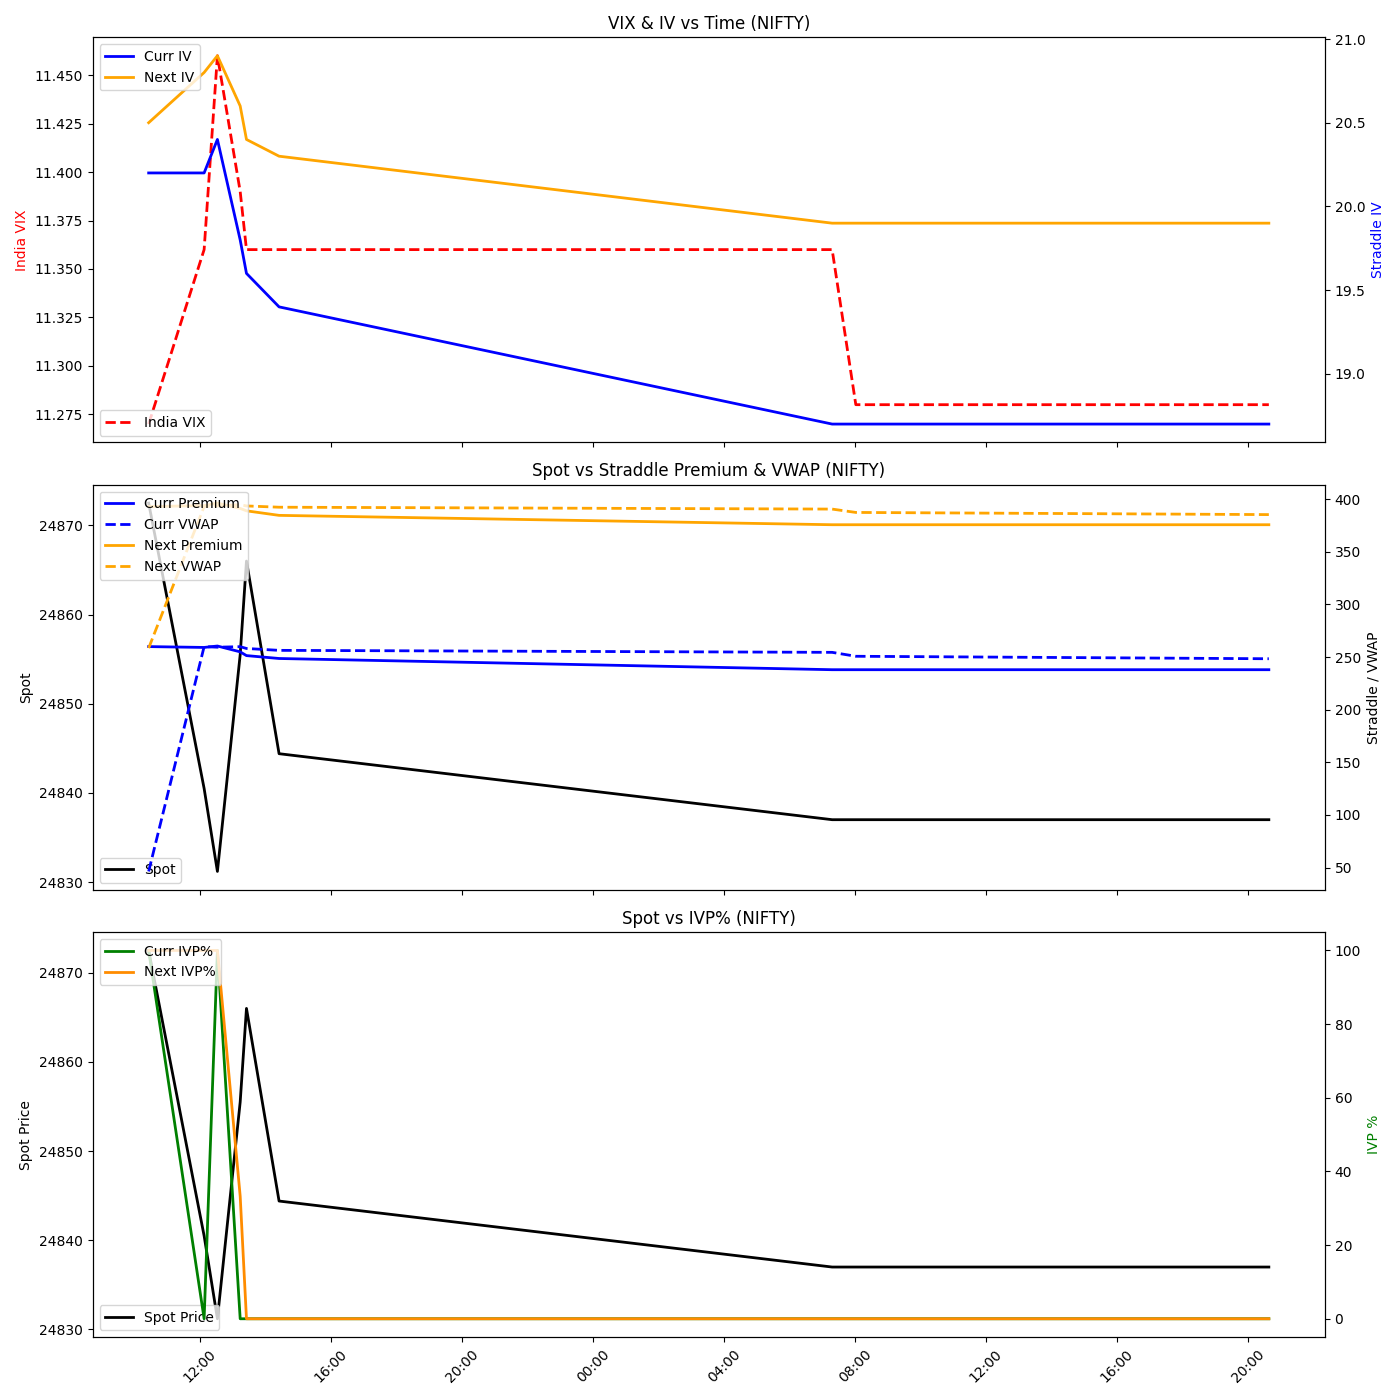 VIX & IV vs Time (NIFTY)
Curr IV
Next IV
India VIX
11.450
11.425
11.400
11.375
11.350
11.325
11.300
11.275
India VIX
21.0
20.5
20.0
19.5
19.0
Straddle IV
Spot vs Straddle Premium & VWAP (NIFTY)
Curr Premium
Curr VWAP
Next Premium
Next VWAP
Spot
24870
24860
24850
24840
24830
Spot
400
350
300
250
200
150
100
50
Straddle / VWAP
Spot vs IVP% (NIFTY)
Curr IVP%
Next IVP%
Spot Price
24870
24860
24850
24840
24830
Spot Price
100
80
60
40
20
0
IVP %
12:00
16:00
20:00
00:00
04:00
08:00
12:00
16:00
20:00